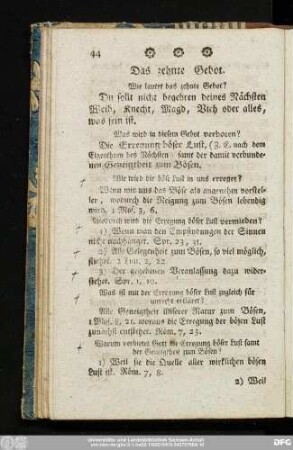 44
Das zehnte Gebot.
Wie lautet das zehnte Gebot?
Du sollt nicht begehren deines Nächsten
Weib, Knecht, Magd, Vieh oder alles,
was sein ist.
Was wird in diesem Gebot verboten?
Die Erregung böser Lust, (z. E. nach dem
Eigenthum des Nächsten) samt der damit verbunde-
nen Geneigtheit zum Bösen.
Wie wird die böse Lust in uns erreget?
Wenn wir uns das Böse als angenehm vorstel-
len, wodurch die Neigung zum Bösen lebendig
wird. 1 Mos. 3, 6.
Wodurch wird die Erregung böser Lust vermieden?
1) Wenn man den Empfindungen der Sinnen
nicht nachhänget. Spr. 23, 31.
2) Alle Gelegenheit zum Bösen, so viel möglich,
fliehet. 2 Tim. 2, 22
3) Der gegebenen Veranlassung dazu wider-
stehet. Spr. 1, 10.
Was ist mit der Erregung böser Lust zugleich für
unrecht erkläret?
Alle Geneigtheit unserer Natur zum Bösen,
1 Mos. 8, 21. woraus die Erregung der bösen Lust
zunächst entstehet. Röm. 7, 23.
Warum verbietet Gott die Erregung böser Lust samt
der Geneigtheit zum Bösen?
1) Weil sie die Quelle aller wirklichen bösen
Lust ist. Röm. 7, 8.
2) Weil
Universitäts- und Landesbibliothek Sachsen-Anhalt